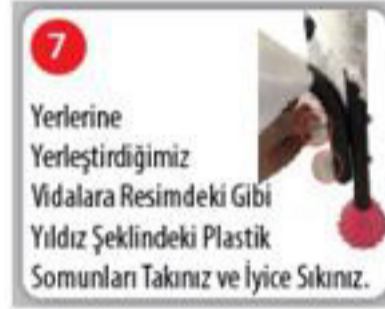 7
Yerlerine
Yerleştirdiğimiz
Vidalara Resimdeki Gibi
Yıldız Şeklindeki Plastik
Somunları Takınız ve İyice Sıkınız.